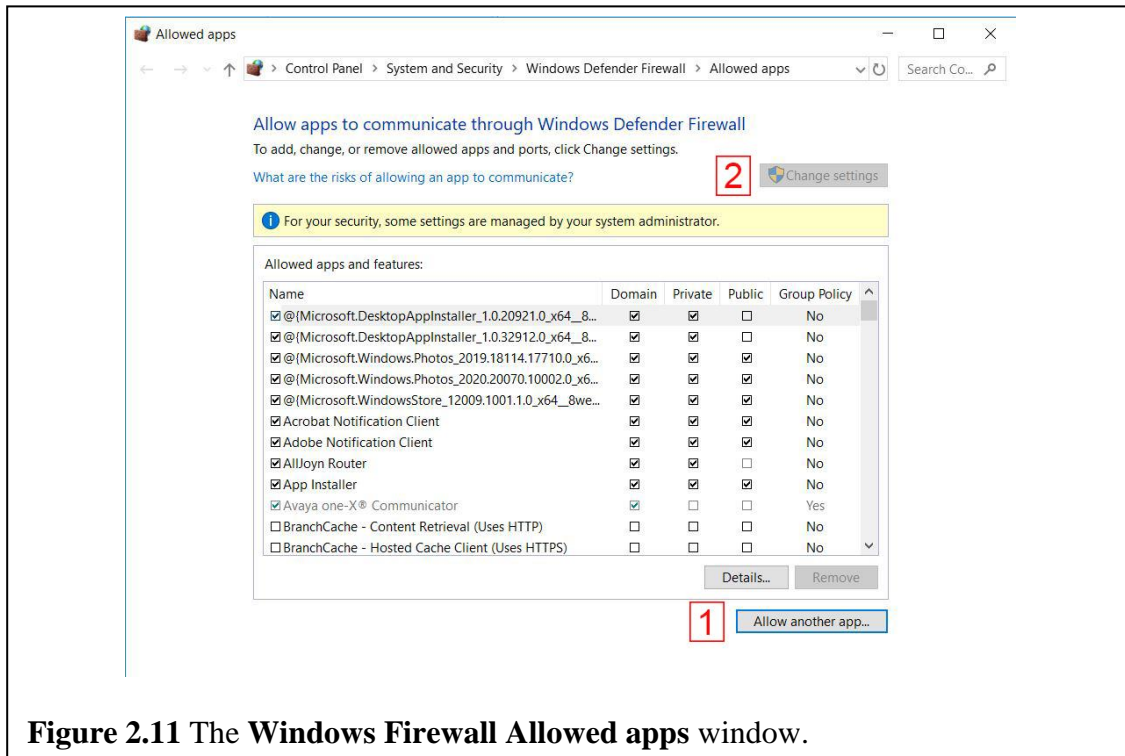 Allowed apps
Control Panel > System and Security > Windows Defender Firewall > Allowed apps Search Co...
Allow apps to communicate through Windows Defender Firewall
To add, change, or remove allowed apps and ports, click Change settings.
What are the risks of allowing an app to communicate? 2 Change settings
For your security, some settings are managed by your system administrator.
Allowed apps and features:
Name Domain Private Public Group Policy
@{Microsoft.DesktopAppInstaller_1.0.20921.0_x64__8... No
@{Microsoft.DesktopAppInstaller_1.0.32912.0_x64__8... No
@{Microsoft.Windows.Photos_2019.18114.17710.0_x6... No
@{Microsoft.Windows.Photos_2020.20070.10002.0_x6... No
@{Microsoft.WindowsStore_12009.1001.1.0_x64__8we... No
Acrobat Notification Client No
Adobe Notification Client No
AllJoyn Router No
App Installer No
Avaya one-X® Communicator Yes
BranchCache - Content Retrieval (Uses HTTP) No
BranchCache - Hosted Cache Client (Uses HTTPS) No
Details... Remove
1 Allow another app...
Figure 2.11 The Windows Firewall Allowed apps window.